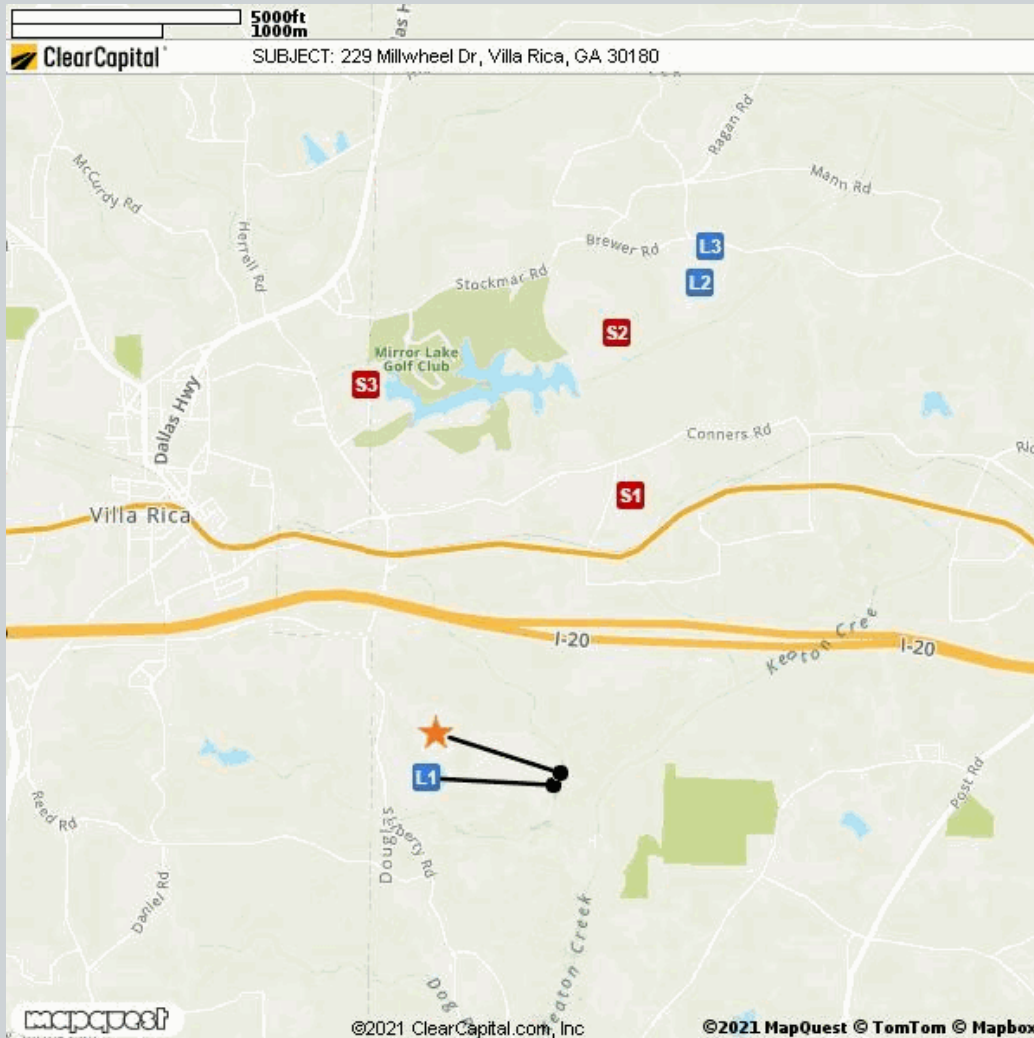 5000ft
1000m
ClearCapital
SUBJECT: 229 Millwheel Dr, Villa Rica, GA 30180
Ragan Rd
McCurdy Rd
Mann Rd
Herrell Rd
Brewer Rd
L3
Stockmar Rd
L2
S2
Mirror Lake
Golf Club
S3
Dallas Hwy
Conners Rd
S1
Villa Rica
I-20
Keaton Cree
I-20
L1
Post Rd
Reed Rd
Douglas
Liberty Rd
Daniel Rd
Keaton Creek
Dog
mapquest
©2021 ClearCapital.com, Inc
©2021 MapQuest © TomTom © Mapbox